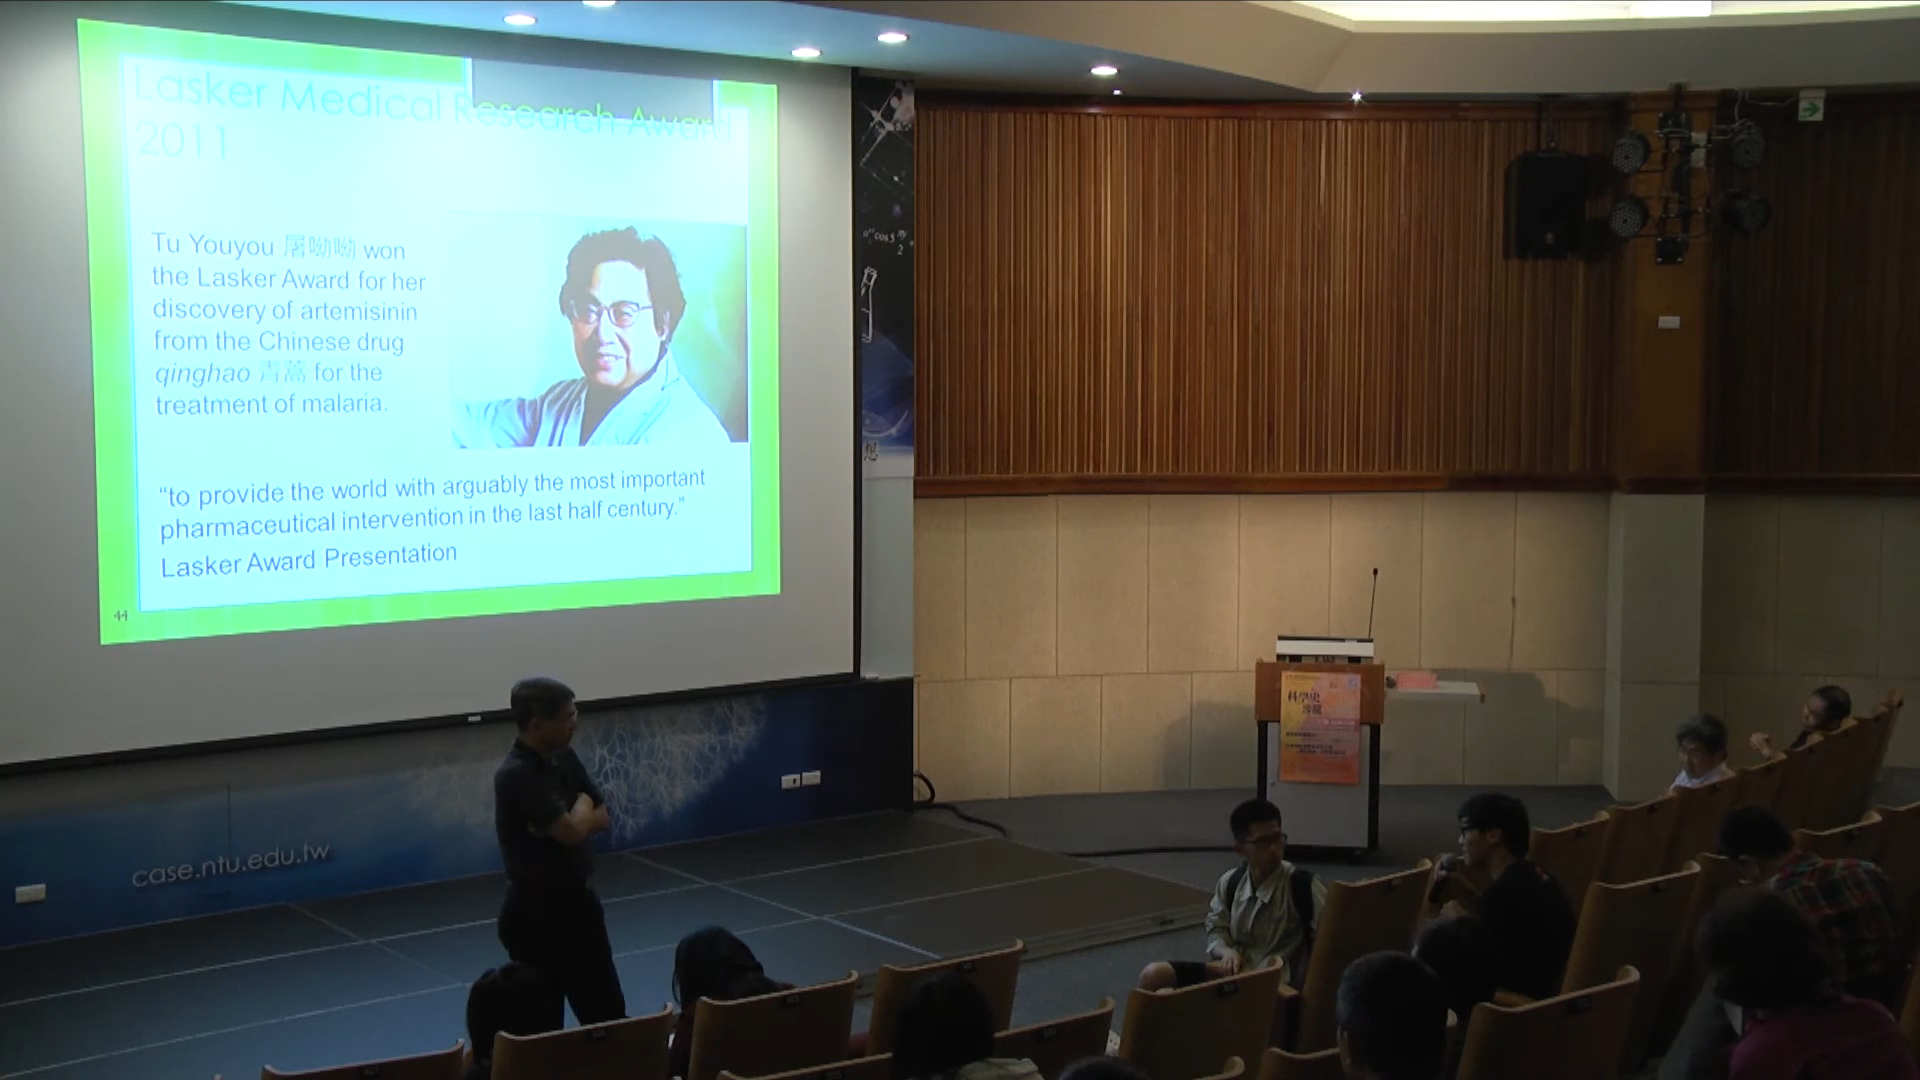 Lasker Medical Research Award
2011
Tu Youyou 屠呦呦 won
the Lasker Award for her
discovery of artemisinin
from the Chinese drug
qinghao 青蒿 for the
treatment of malaria.
“to provide the world with arguably the most important
pharmaceutical intervention in the last half century.”
Lasker Award Presentation
44
case.ntu.edu.tw
科學史
沙龍